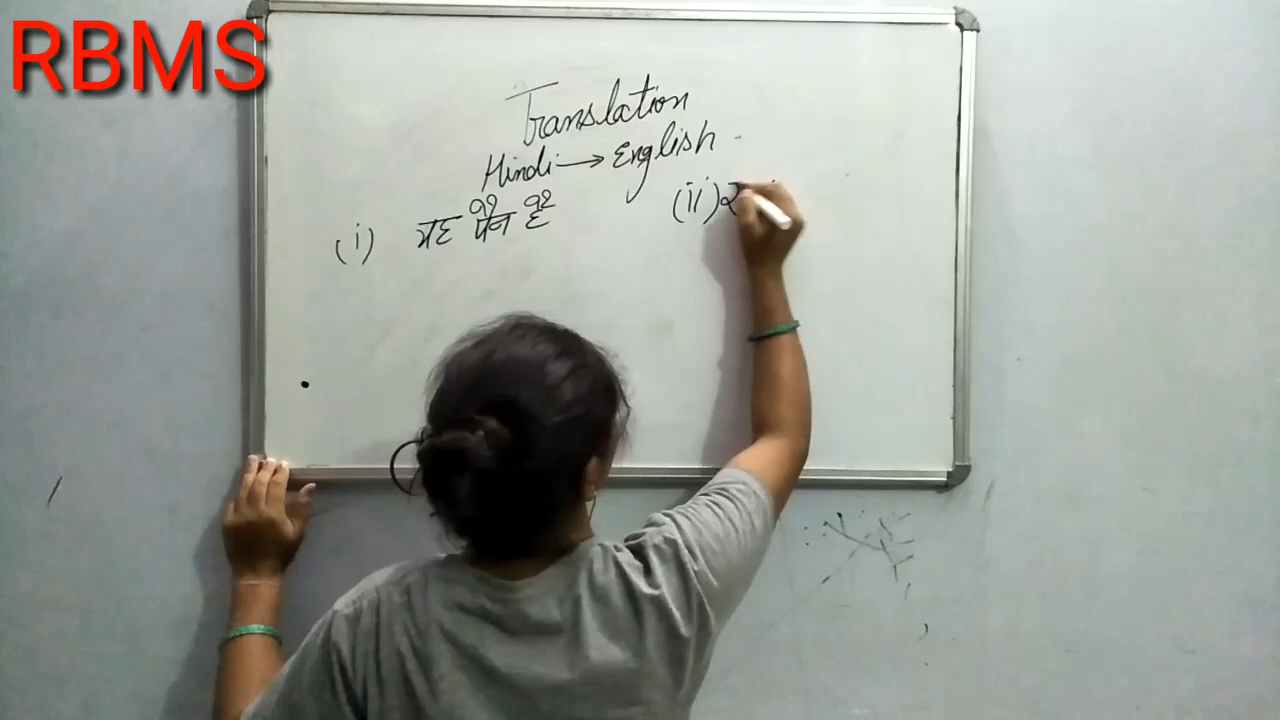 RBMS
Translation
Hindi → English
(i) यह पेन है
(ii)